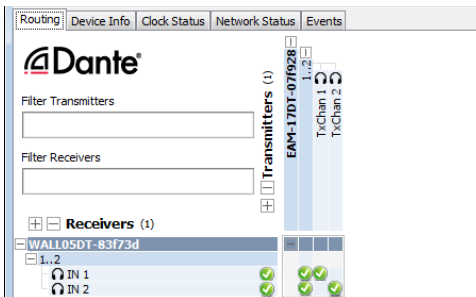 Routing Device Info Clock Status Network Status Events
Dante®
Filter Transmitters
Filter Receivers
Transmitters (1)
EAM-17DT-07f928
1..2
TxChan 1
TxChan 2
Receivers (1)
WALL05DT-83f73d
1..2
IN 1
IN 2